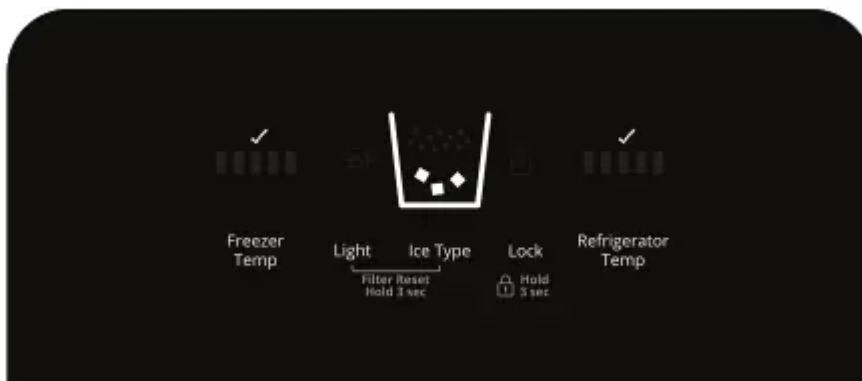 Freezer
Temp
Light
Ice Type
Lock
Refrigerator
Temp
Filter Reset
Hold 3 sec
Hold
3 sec